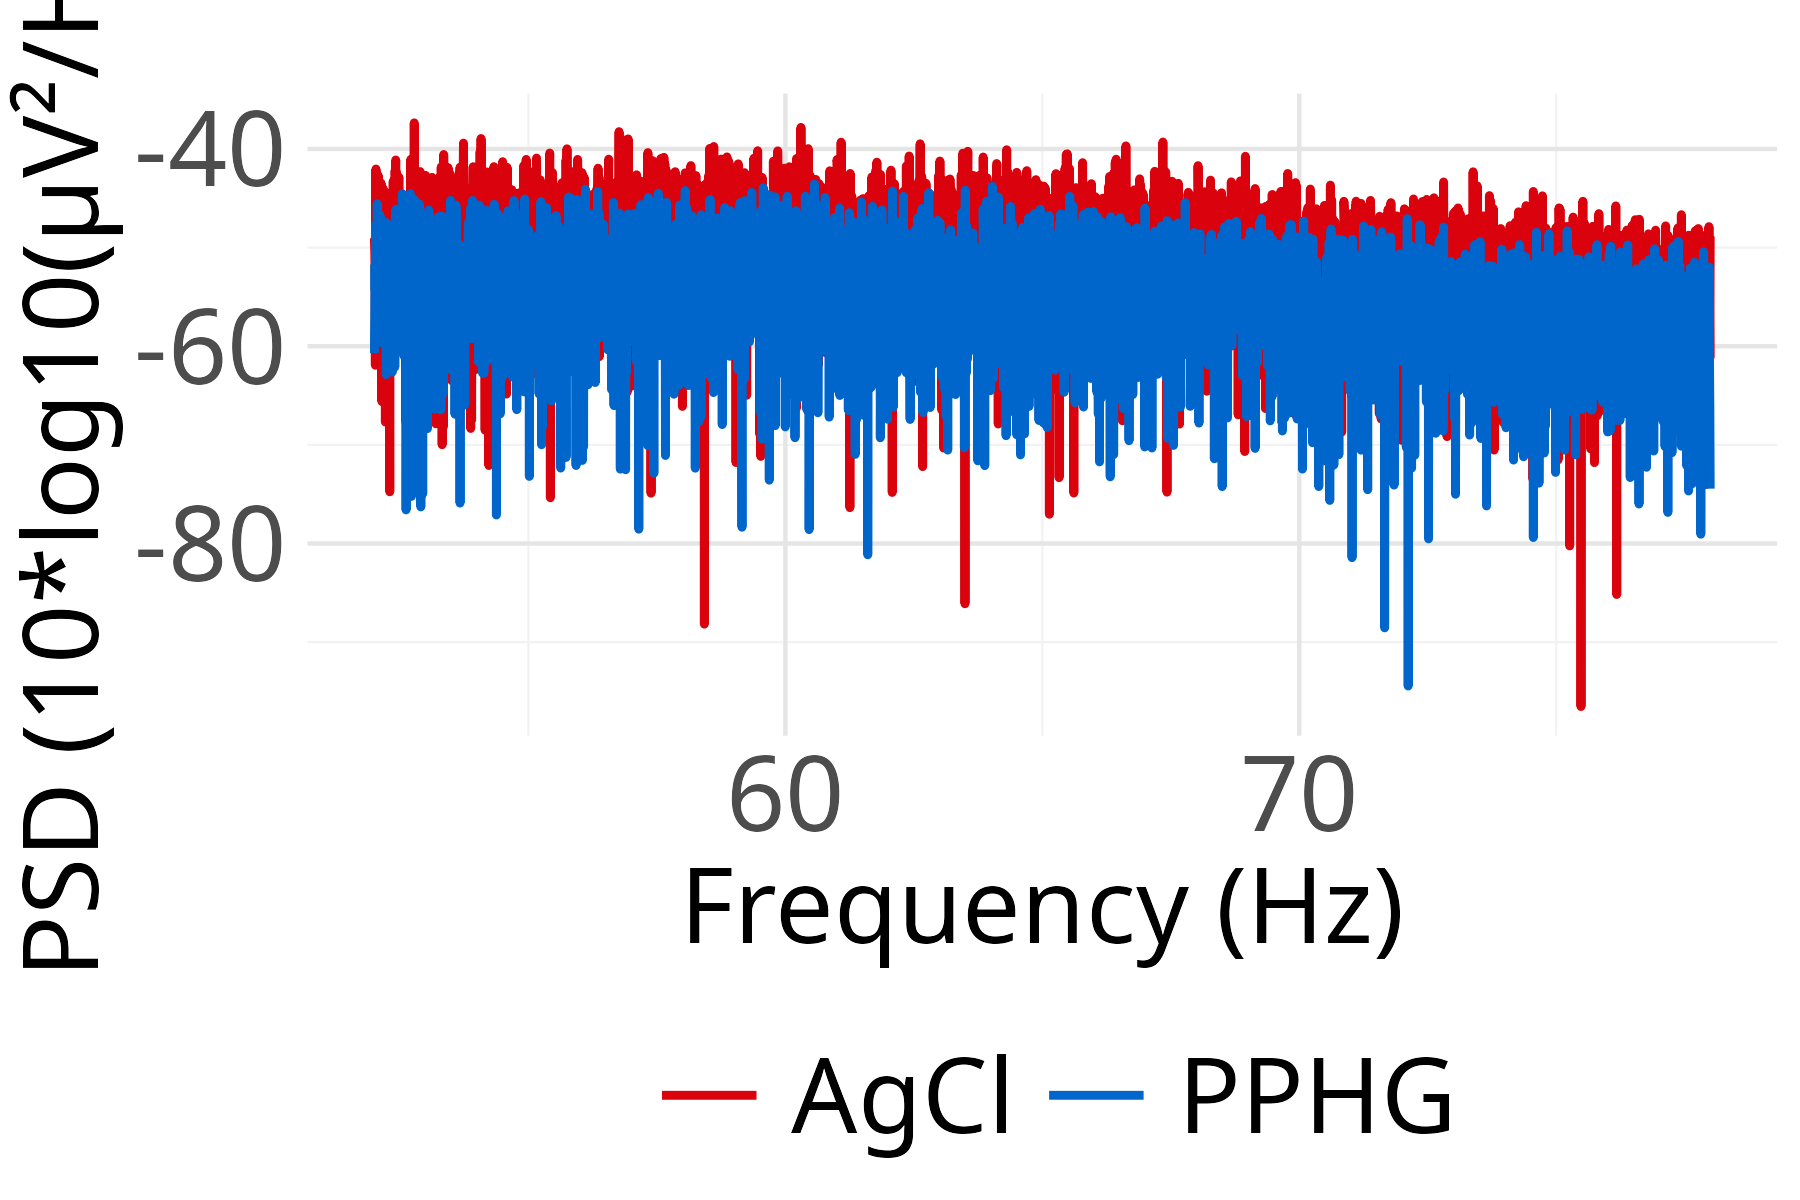 PSD (10*log10(µV²/H
-40
-60
-80
60 70
Frequency (Hz)
AgCl PPHG